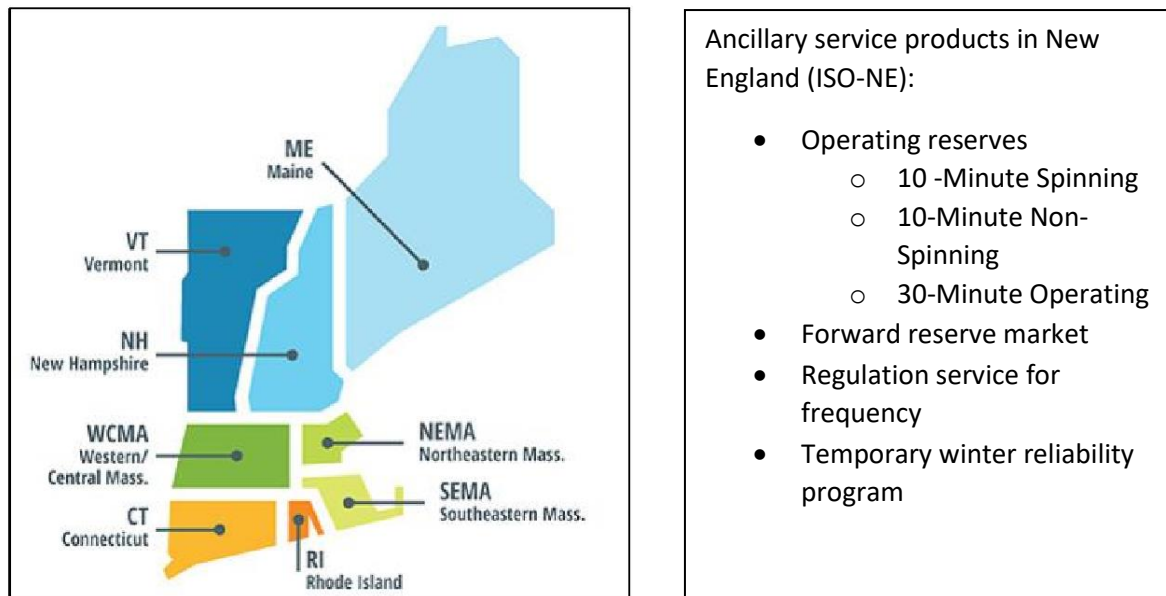 ME
Maine
VT
Vermont
NH
New Hampshire
WCMA
Western/
Central Mass.
NEMA
Northeastern Mass.
SEMA
Southeastern Mass.
CT
Connecticut
RI
Rhode Island
Ancillary service products in New
England (ISO-NE):
• Operating reserves
o 10 -Minute Spinning
o 10-Minute Non-
Spinning
o 30-Minute Operating
• Forward reserve market
• Regulation service for
frequency
• Temporary winter reliability
program